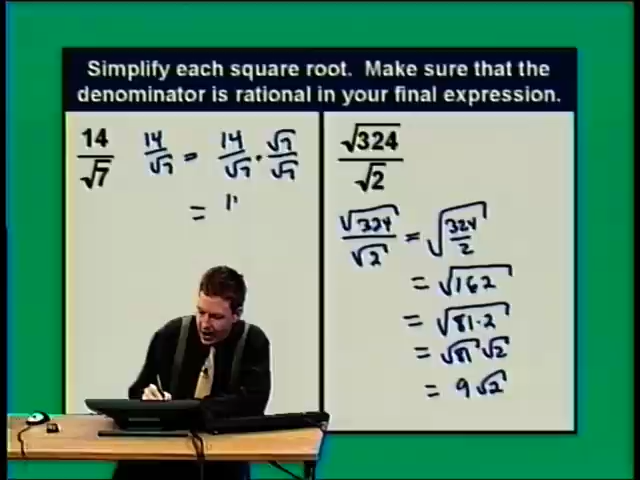 Simplify each square root. Make sure that the
denominator is rational in your final expression.
14/√7 14/√7 = 14/√7 · √7/√7
= 1
√324/√2
√324/√2 = √(324/2)
= √162
= √81·2
= √81 √2
= 9√2